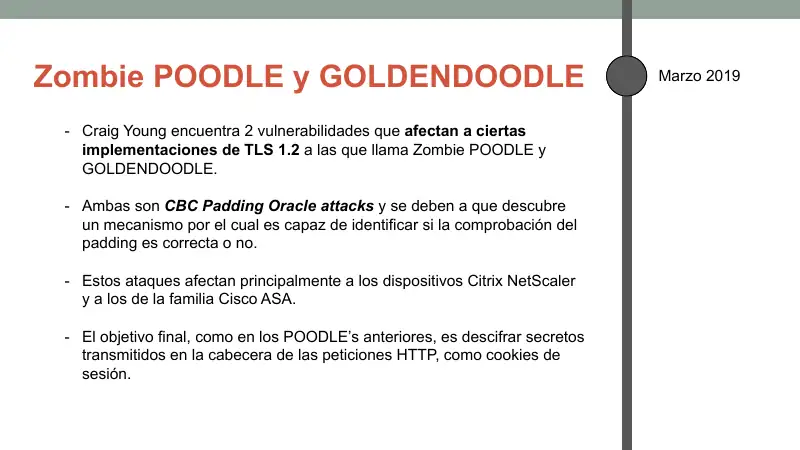 Zombie POODLE y GOLDENDOODLE
Marzo 2019
- Craig Young encuentra 2 vulnerabilidades que afectan a ciertas
implementaciones de TLS 1.2 a las que llama Zombie POODLE y
GOLDENDOODLE.
- Ambas son CBC Padding Oracle attacks y se deben a que descubre
un mecanismo por el cual es capaz de identificar si la comprobación del
padding es correcta o no.
- Estos ataques afectan principalmente a los dispositivos Citrix NetScaler
y a los de la familia Cisco ASA.
- El objetivo final, como en los POODLE's anteriores, es descifrar secretos
transmitidos en la cabecera de las peticiones HTTP, como cookies de
sesión.